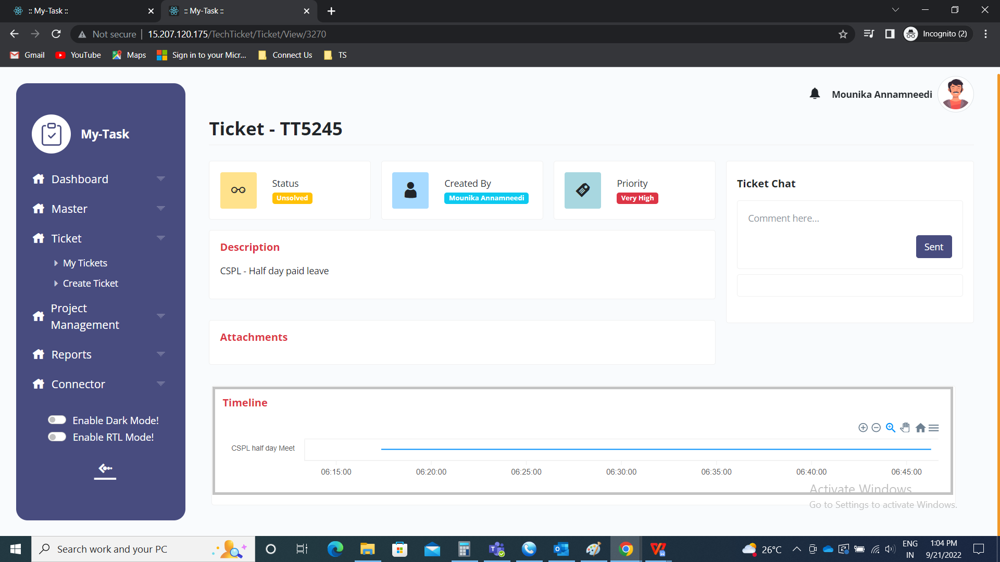 :: My-Task ::
:: My-Task ::
Not secure
15.207.120.175/TechTicket/Ticket/View/3270
Incognito (2)
Gmail
YouTube
Maps
Sign in to your Micr...
Connect Us
TS
Mounika Annamneedi
My-Task
Dashboard
Master
Ticket
My Tickets
Create Ticket
Project
Management
Reports
Connector
Enable Dark Mode!
Enable RTL Mode!
Ticket - TT5245
Status
Unsolved
Created By
Mounika Annamneedi
Priority
Very High
Description
CSPL - Half day paid leave
Attachments
Ticket Chat
Comment here...
Sent
Timeline
CSPL half day Meet
06:15:00 06:20:00 06:25:00 06:30:00 06:35:00 06:40:00 06:45:00
Activate Windows
Go to Settings to activate Windows.
Search work and your PC
26°C
ENG
IN
1:04 PM
9/21/2022